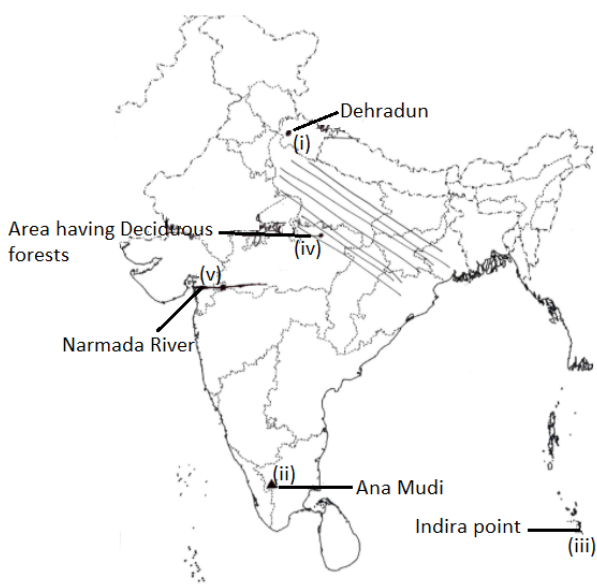 Dehradun
(i)
Area having Deciduous
forests
(iv)
(v)
Narmada River
(ii)
Ana Mudi
Indira point
(iii)